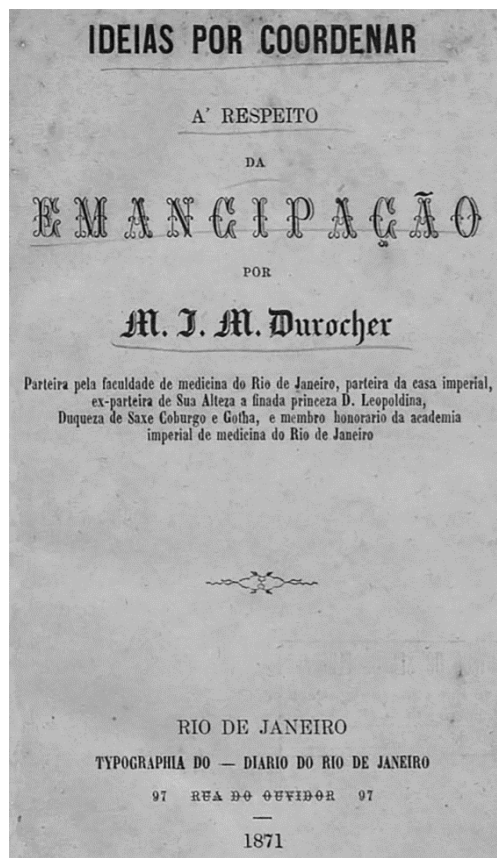 IDEIAS POR COORDENAR
A' RESPEITO
DA
EMANCIPAÇÃO
POR
M. J. M. Durocher
Parteira pela faculdade de medicina do Rio de Janeiro, parteira da casa imperial,
ex-parteira de Sua Alteza a finada princeza D. Leopoldina,
Duqueza de Saxe Coburgo e Gotha, e membro honorario da academia
imperial de medicina do Rio de Janeiro
RIO DE JANEIRO
TYPOGRAPHIA DO — DIARIO DO RIO DE JANEIRO
97 RUA DO OUVIDOR 97
1871